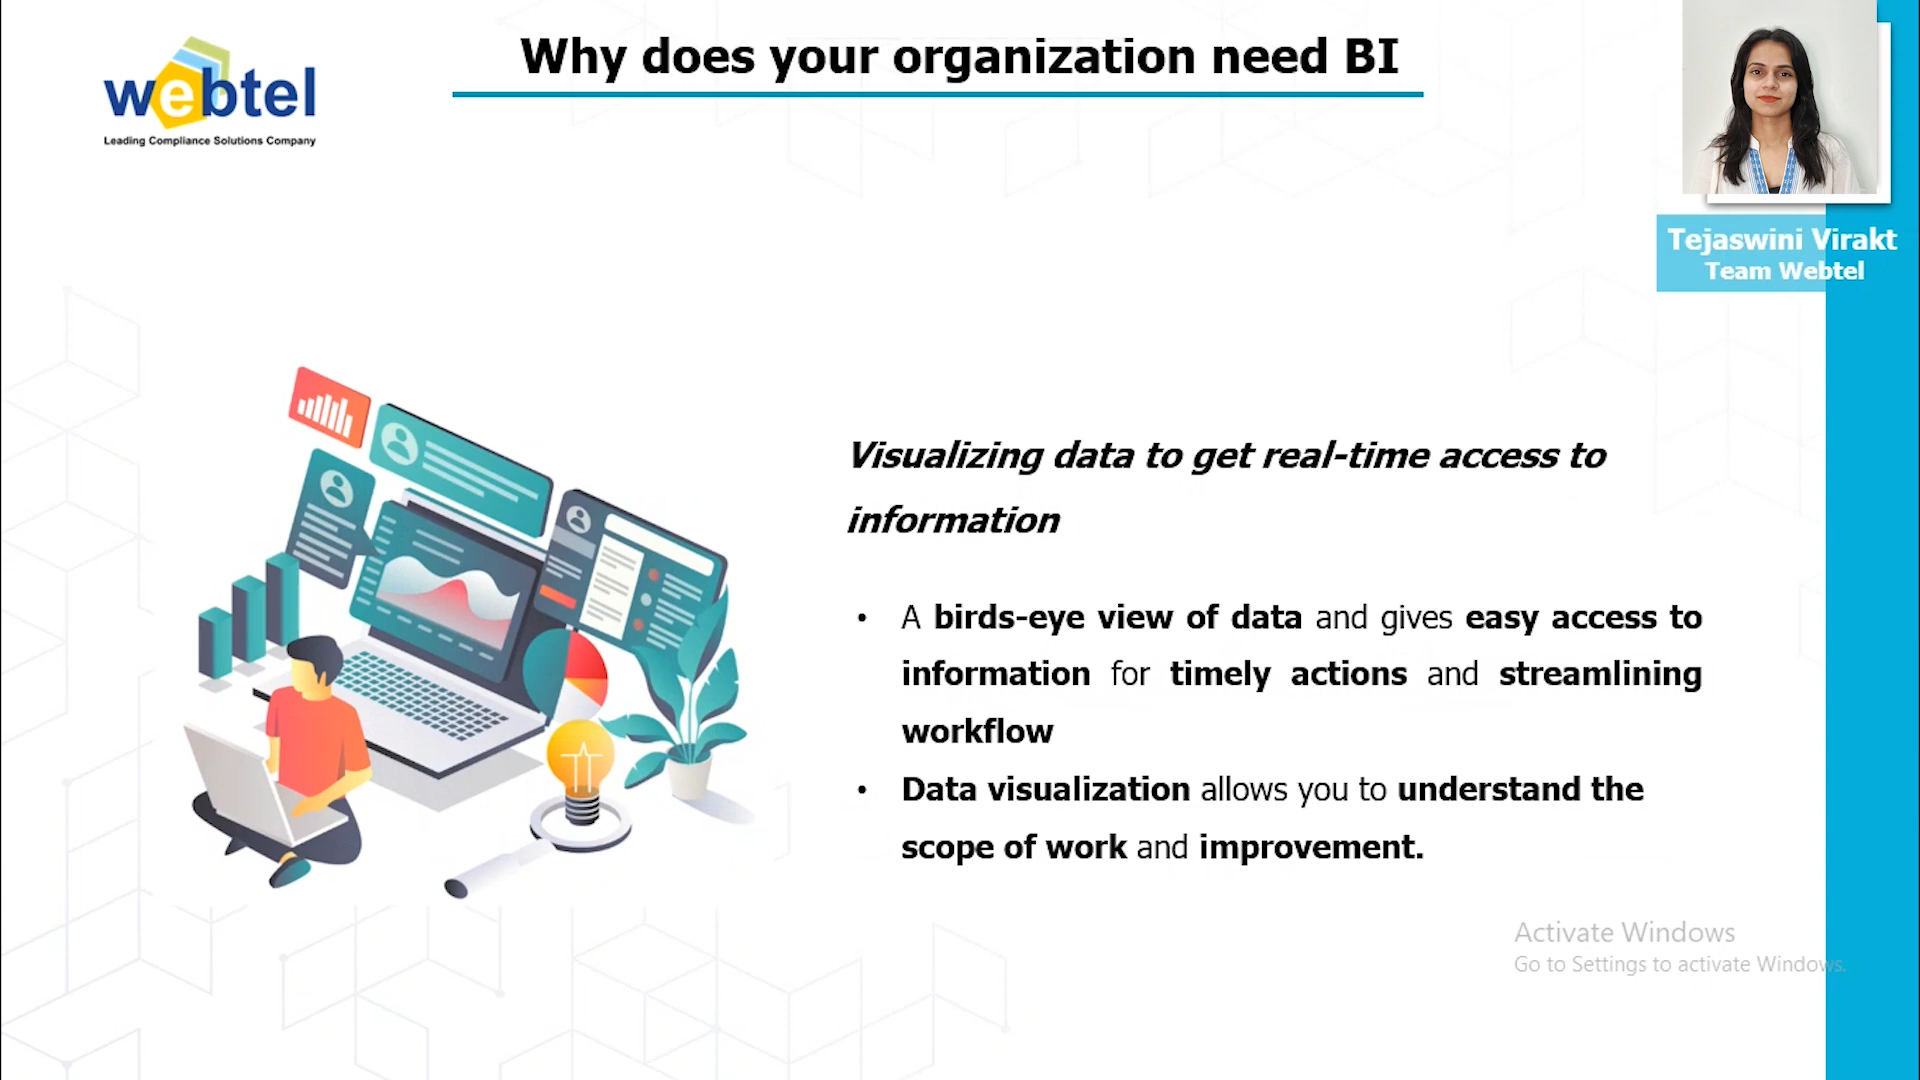 Why does your organization need BI
webtel
Leading Compliance Solutions Company
Tejaswini Virakt
Team Webtel
Visualizing data to get real-time access to
information
• A birds-eye view of data and gives easy access to
information for timely actions and streamlining
workflow
• Data visualization allows you to understand the
scope of work and improvement.
Activate Windows
Go to Settings to activate Windows.